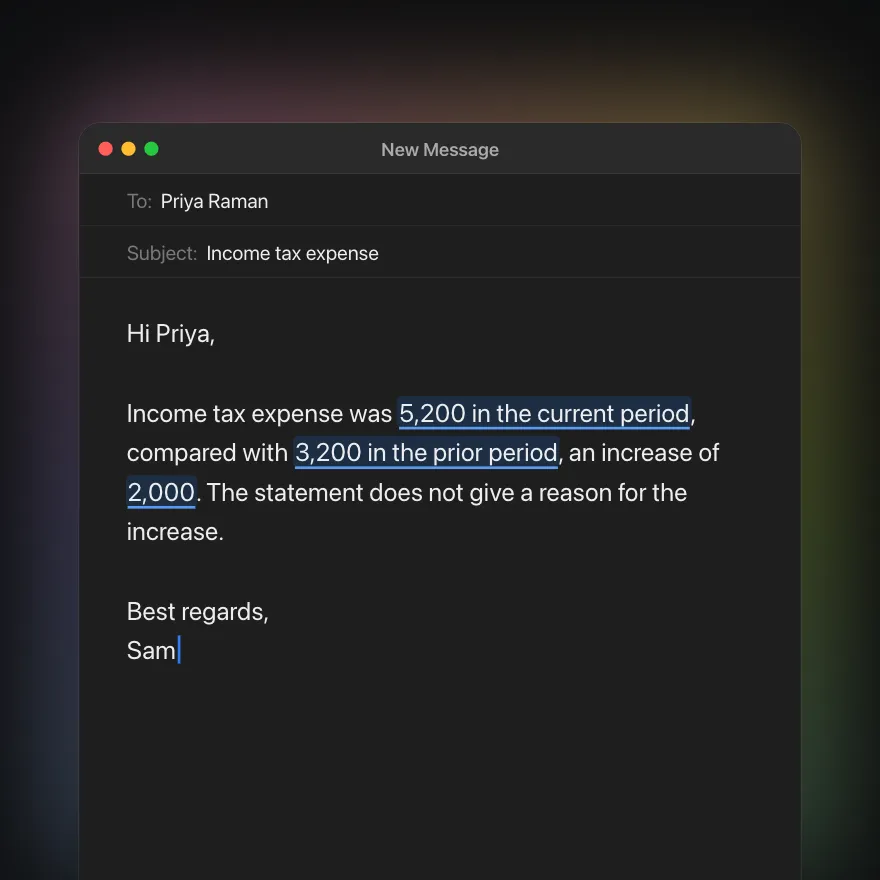 New Message
To: Priya Raman
Subject: Income tax expense
Hi Priya,
Income tax expense was 5,200 in the current period,
compared with 3,200 in the prior period, an increase of
2,000. The statement does not give a reason for the
increase.
Best regards,
Sam